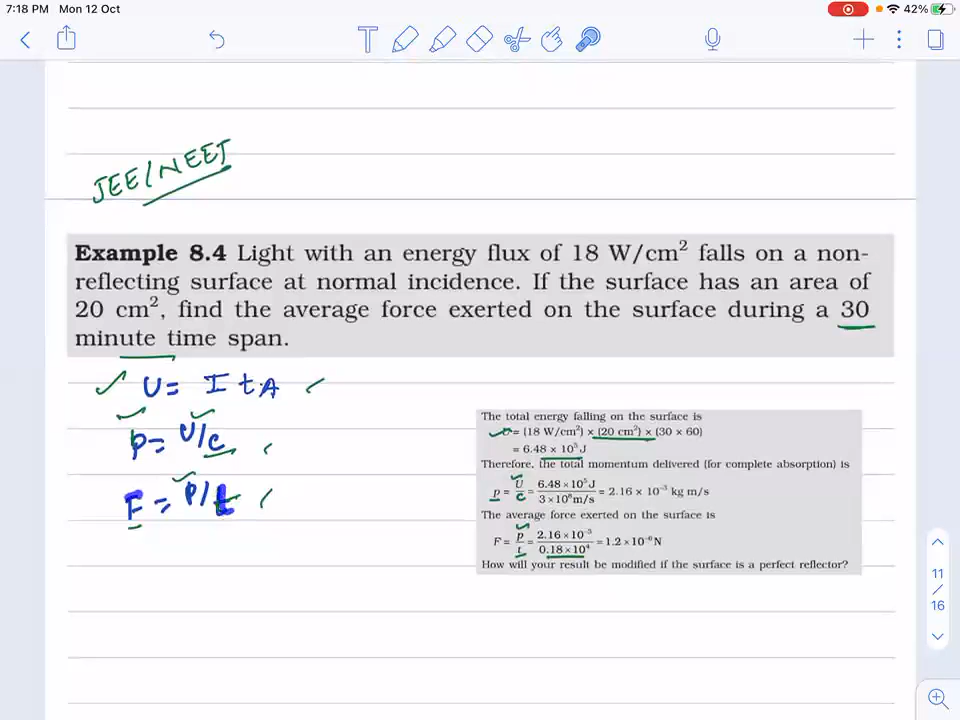 7:18 PM Mon 12 Oct
42%
JEE/NEET
Example 8.4 Light with an energy flux of 18 W/cm² falls on a non-
reflecting surface at normal incidence. If the surface has an area of
20 cm², find the average force exerted on the surface during a 30
minute time span.
U = I t A
p = U/c
F = P/t
The total energy falling on the surface is
U = (18 W/cm²) × (20 cm²) × (30 × 60)
= 6.48 × 10⁵ J
Therefore, the total momentum delivered (for complete absorption) is
p = U/c = 6.48 × 10⁵ J / 3 × 10⁸ m/s = 2.16 × 10⁻³ kg m/s
The average force exerted on the surface is
F = p/t = 2.16 × 10⁻³ / 0.18 × 10⁴ = 1.2 × 10⁻⁶ N
How will your result be modified if the surface is a perfect reflector?
11
/
16